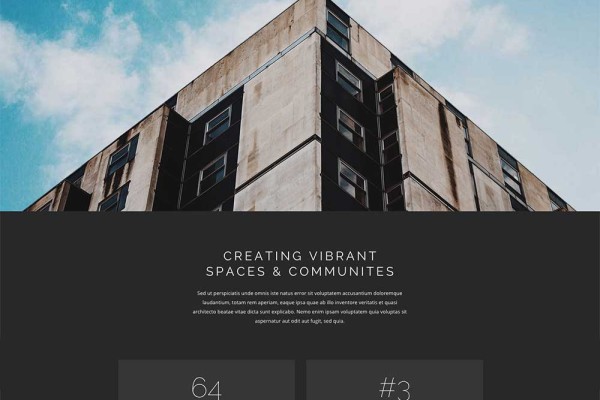 CREATING VIBRANT
SPACES & COMMUNITES
Sed ut perspiciatis unde omnis iste natus error sit voluptatem accusantium doloremque
laudantium, totam rem aperiam, eaque ipsa quae ab illo inventore veritatis et quasi
architecto beatae vitae dicta sunt explicabo. Nemo enim ipsam voluptatem quia voluptas sit
aspernatur aut odit aut fugit, sed quia.
64
#3